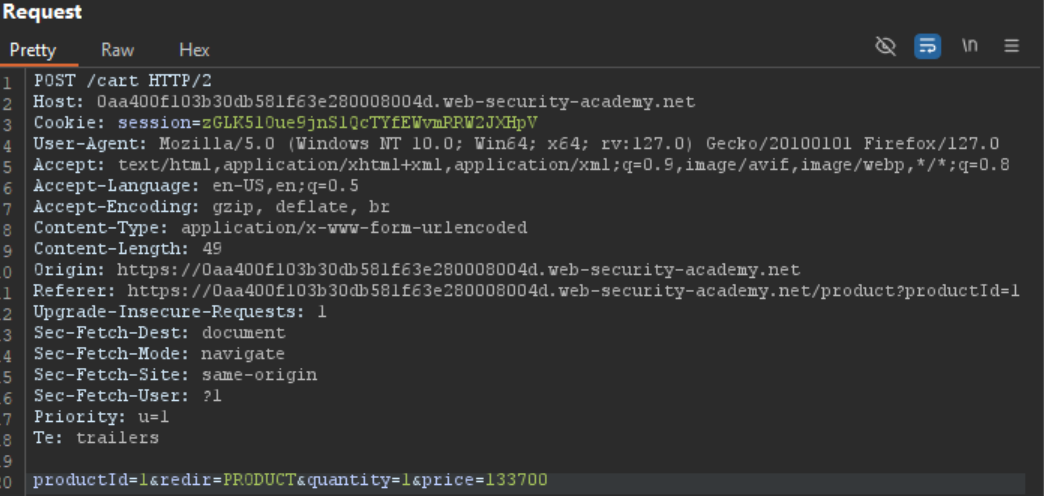 Request
Pretty Raw Hex \n
1 POST /cart HTTP/2
2 Host: 0aa400f103b30db581f63e280008004d.web-security-academy.net
3 Cookie: session=zGLK5l0ue9jnSlQcTYfEWvmRRW2JXHpV
4 User-Agent: Mozilla/5.0 (Windows NT 10.0; Win64; x64; rv:127.0) Gecko/20100101 Firefox/127.0
5 Accept: text/html,application/xhtml+xml,application/xml;q=0.9,image/avif,image/webp,*/*;q=0.8
6 Accept-Language: en-US,en;q=0.5
7 Accept-Encoding: gzip, deflate, br
8 Content-Type: application/x-www-form-urlencoded
9 Content-Length: 49
0 Origin: https://0aa400f103b30db581f63e280008004d.web-security-academy.net
1 Referer: https://0aa400f103b30db581f63e280008004d.web-security-academy.net/product?productId=1
2 Upgrade-Insecure-Requests: 1
3 Sec-Fetch-Dest: document
4 Sec-Fetch-Mode: navigate
5 Sec-Fetch-Site: same-origin
6 Sec-Fetch-User: ?1
7 Priority: u=1
8 Te: trailers
9
0 productId=1&redir=PRODUCT&quantity=1&price=133700